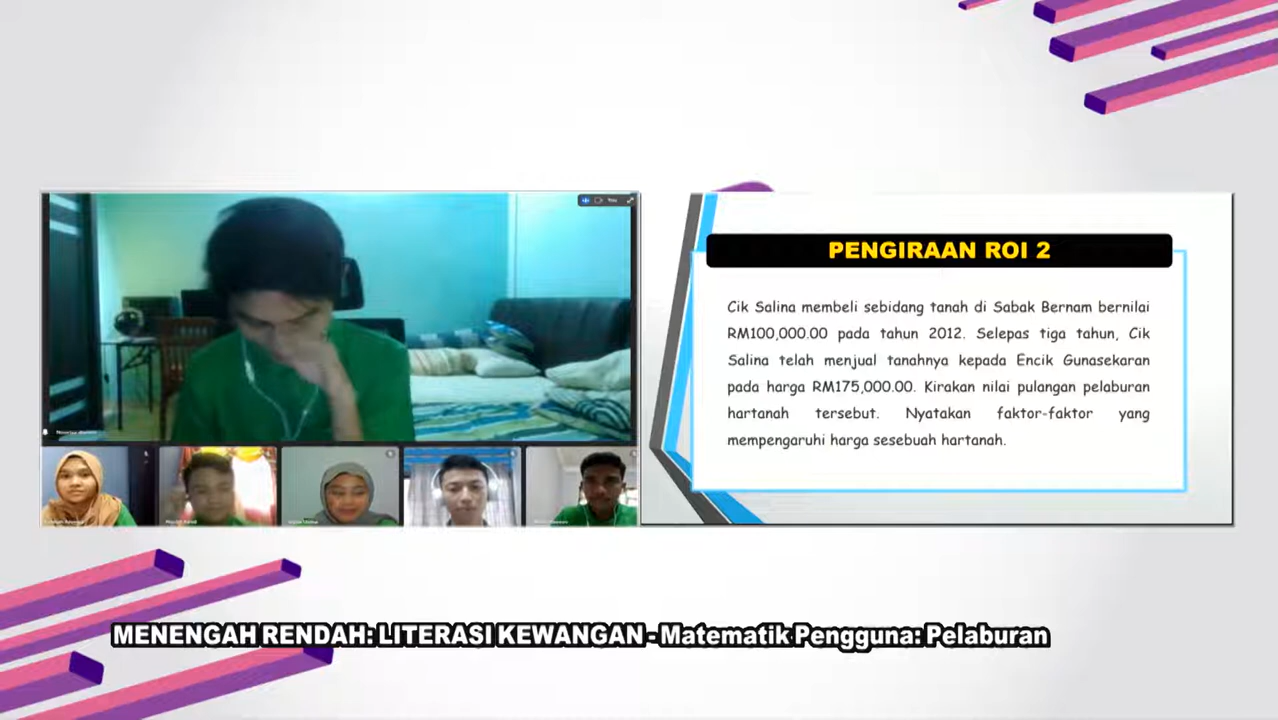 You
PENGIRAAN ROI 2
Cik Salina membeli sebidang tanah di Sabak Bernam bernilai
RM100,000.00 pada tahun 2012. Selepas tiga tahun, Cik
Salina telah menjual tanahnya kepada Encik Gunasekaran
pada harga RM175,000.00. Kirakan nilai pulangan pelaburan
hartanah tersebut. Nyatakan faktor-faktor yang
mempengaruhi harga sesebuah hartanah.
MENENGAH RENDAH: LITERASI KEWANGAN - Matematik Pengguna: Pelaburan